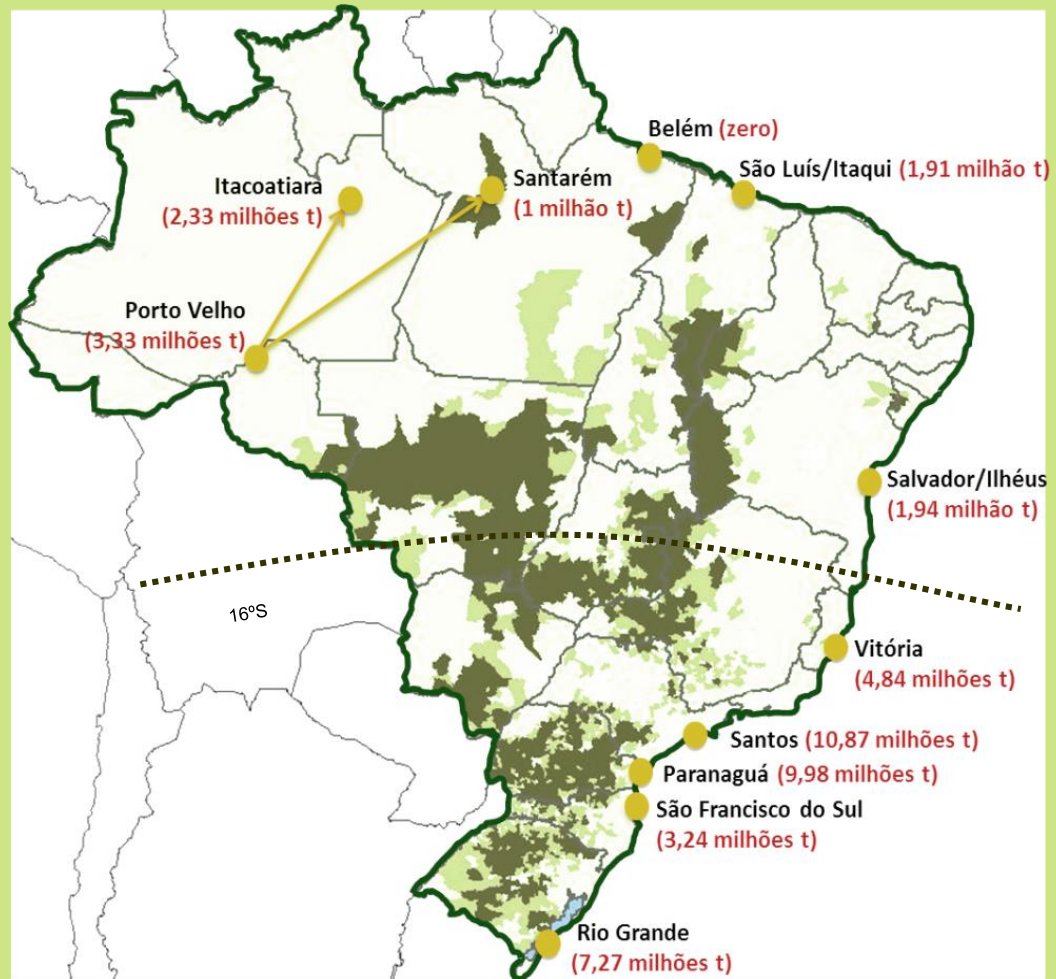 Belém (zero)
São Luís/Itaqui (1,91 milhão t)
Itacoatiara
(2,33 milhões t)
Santarém
(1 milhão t)
Porto Velho
(3,33 milhões t)
Salvador/Ilhéus
(1,94 milhão t)
16ºS
Vitória
(4,84 milhões t)
Santos (10,87 milhões t)
Paranaguá (9,98 milhões t)
São Francisco do Sul
(3,24 milhões t)
Rio Grande
(7,27 milhões t)